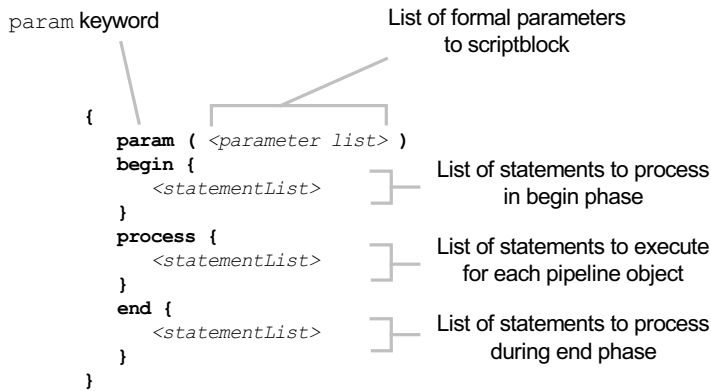 param keyword
List of formal parameters
to scriptblock
{
param ( <parameter list> )
begin {
<statementList>
}
List of statements to process
in begin phase
process {
<statementList>
}
List of statements to execute
for each pipeline object
end {
<statementList>
}
List of statements to process
during end phase
}